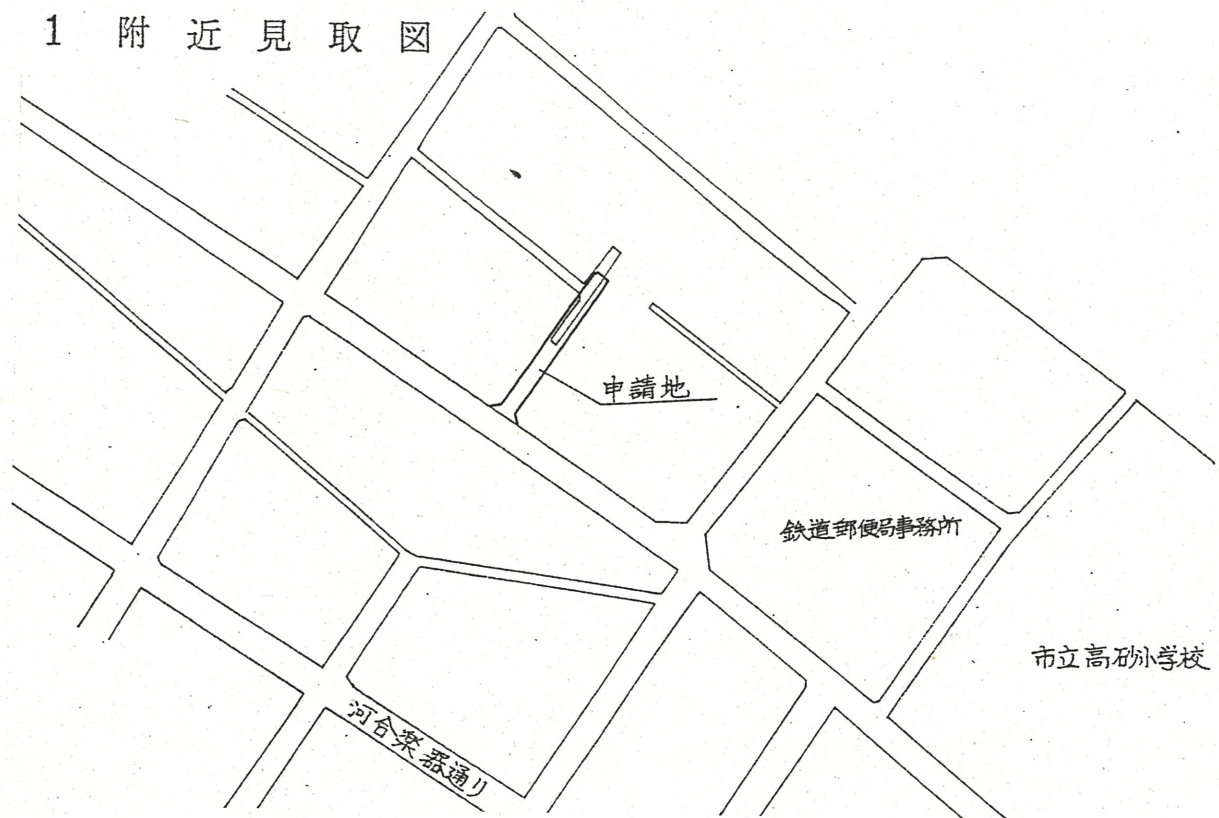 1 附近見取図
申請地
鉄道郵便局事務所
市立高砂小学校
河合楽器通り